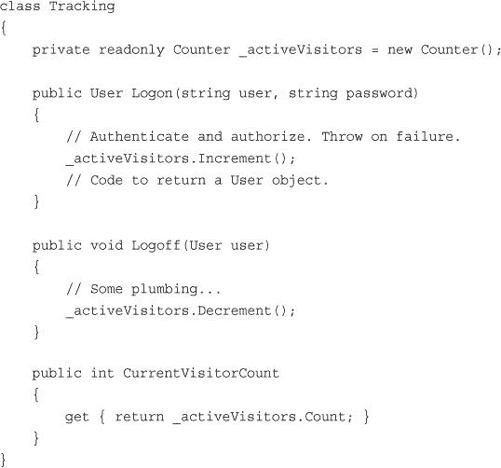 class Tracking
{
    private readonly Counter _activeVisitors = new Counter();

    public User Logon(string user, string password)
    {
        // Authenticate and authorize. Throw on failure.
        _activeVisitors.Increment();
        // Code to return a User object.
    }

    public void Logoff(User user)
    {
        // Some plumbing...
        _activeVisitors.Decrement();
    }

    public int CurrentVisitorCount
    {
        get { return _activeVisitors.Count; }
    }
}